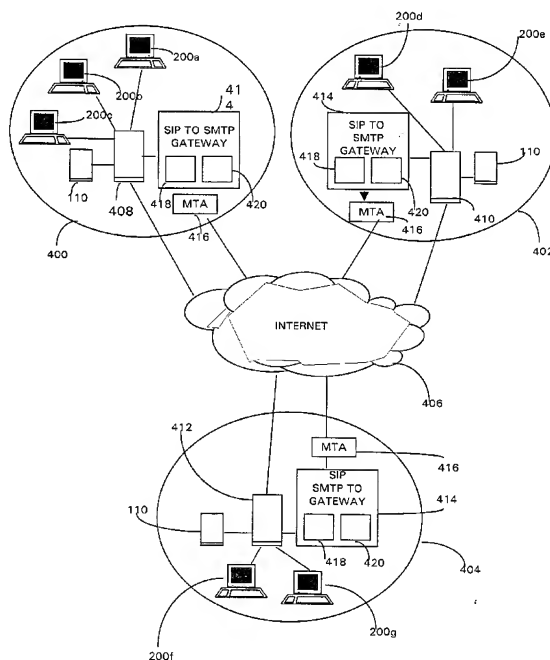 200a
200b
200c
110
408
41
4
SIP TO SMTP
GATEWAY
418
420
MTA
416
400
200d
200e
414
SIP TO
SMTP
GATEWAY
418
420
MTA
416
110
410
402
INTERNET
406
412
MTA
416
SIP
SMTP TO
GATEWAY
414
418
420
110
404
200f
200g